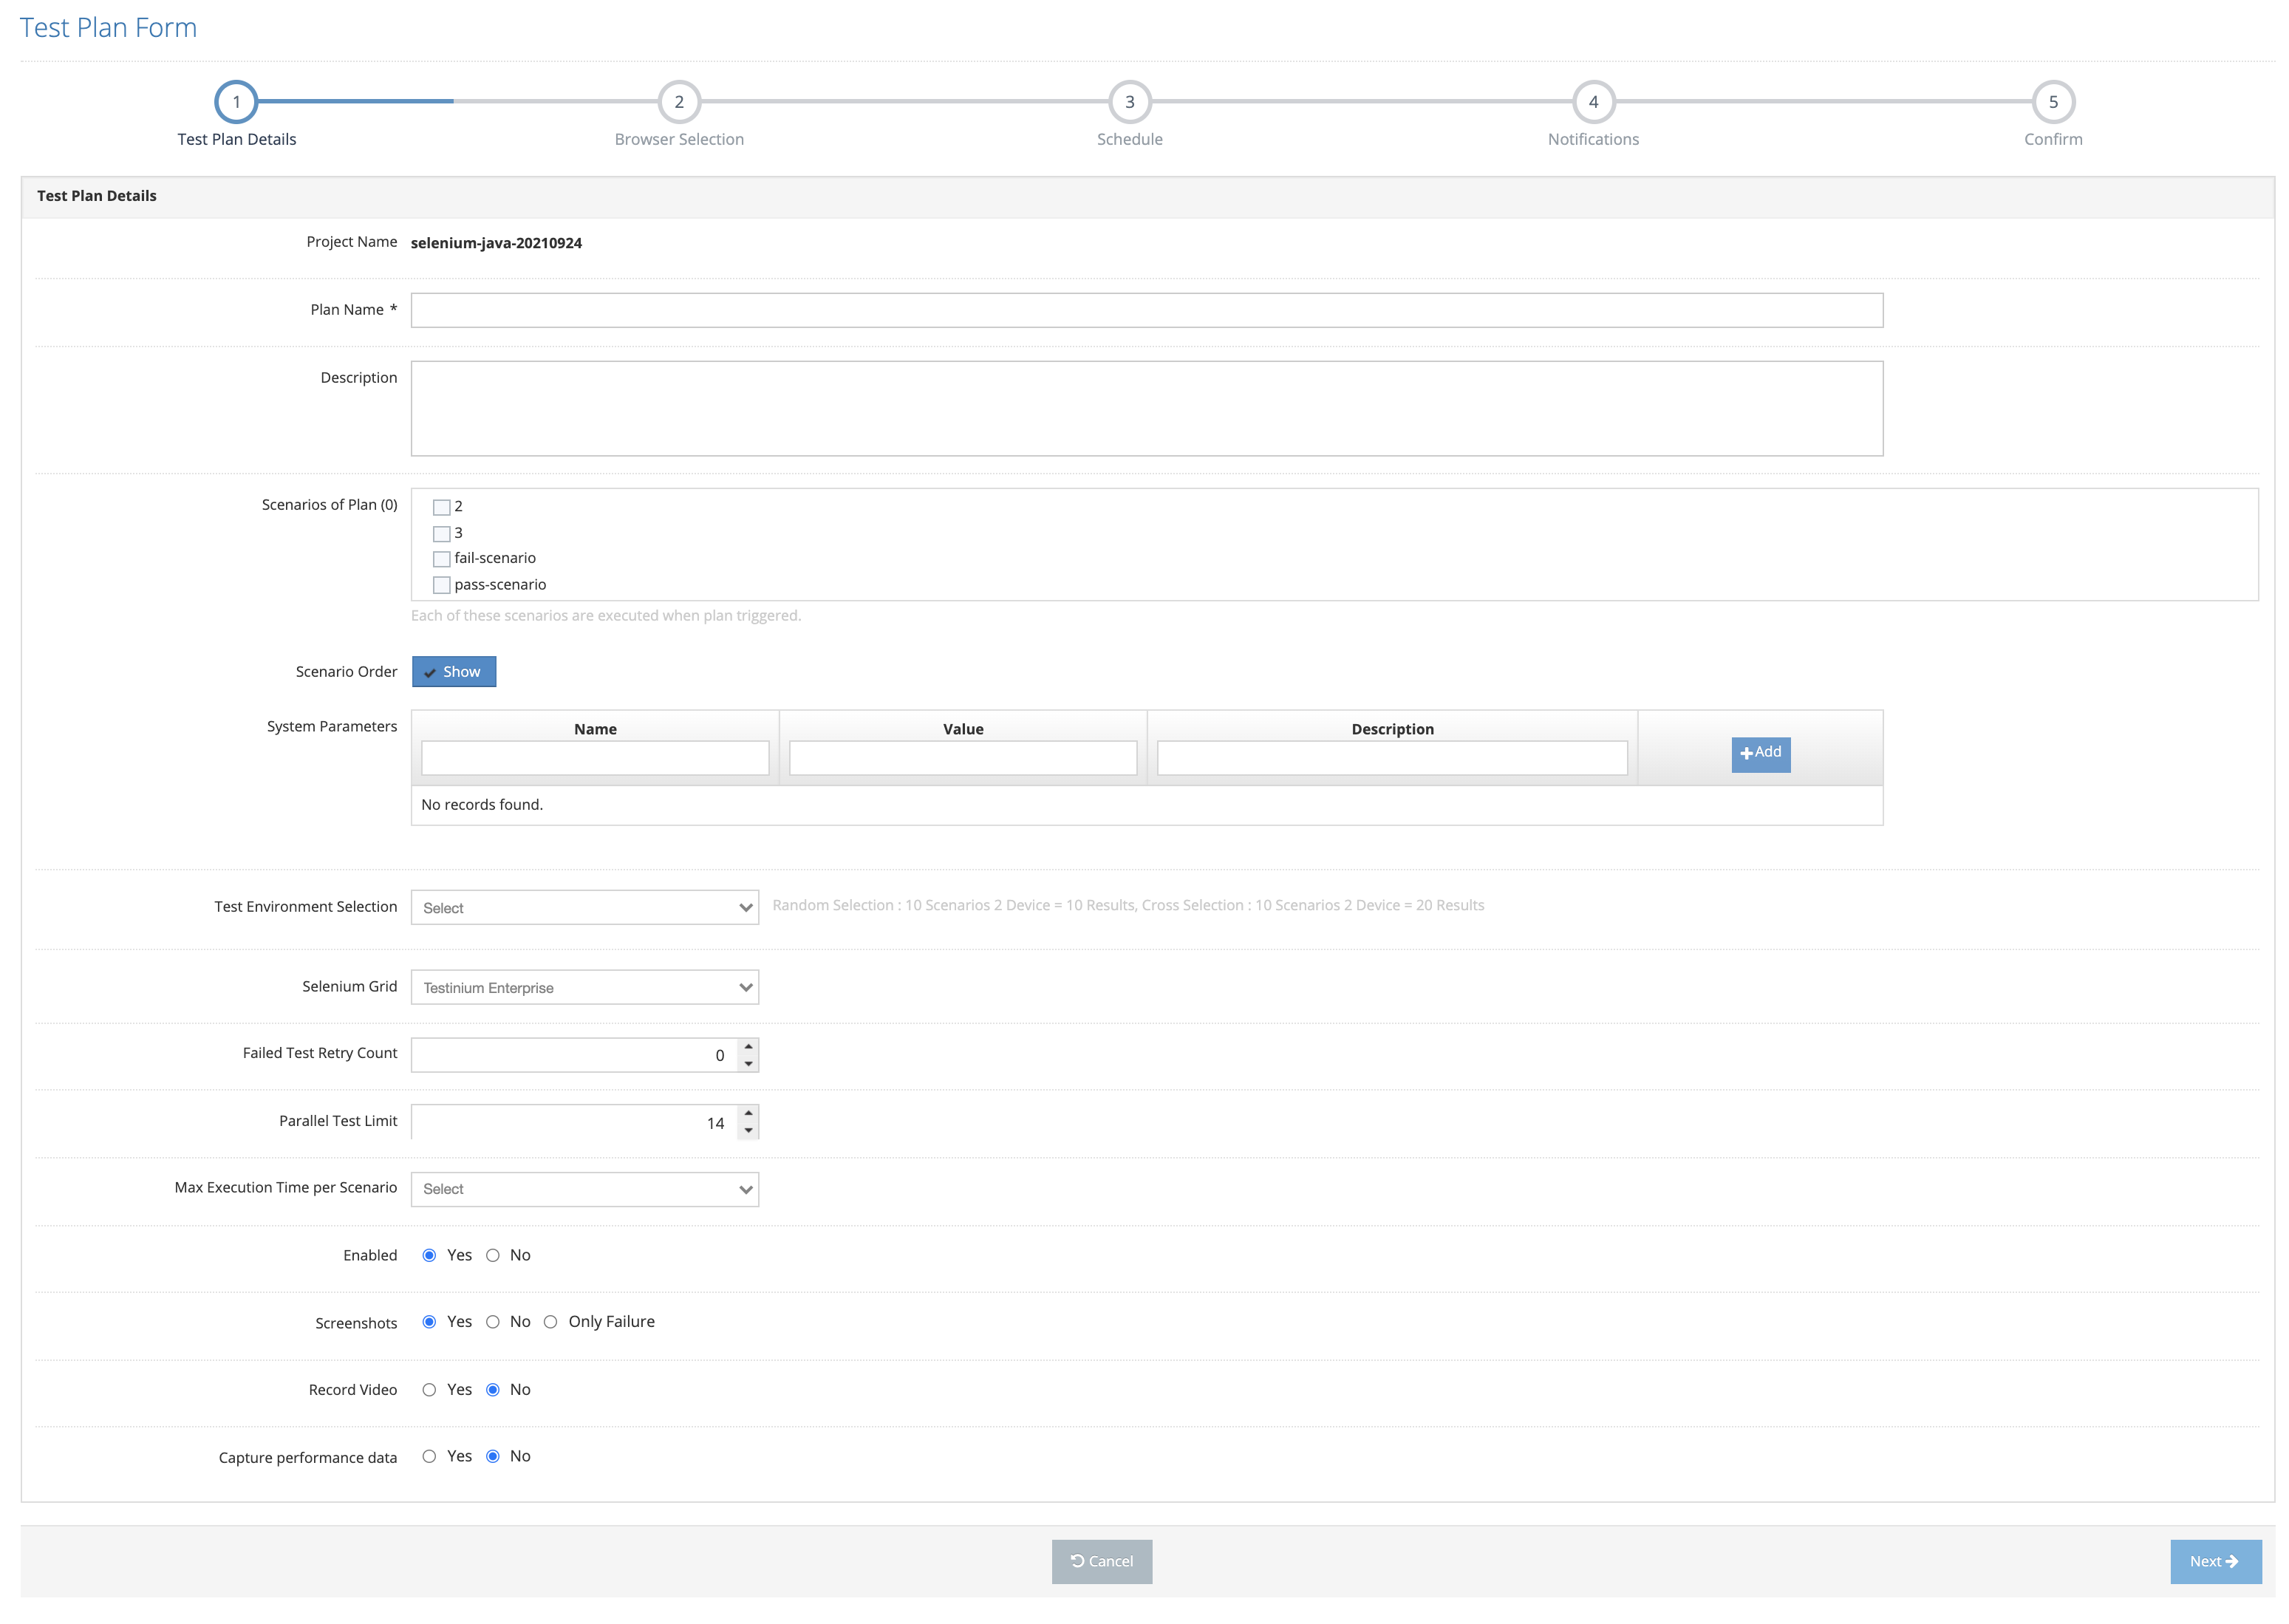 Test Plan Form
1 2 3 4 5
Test Plan Details Browser Selection Schedule Notifications Confirm
Test Plan Details
Project Name selenium-java-20210924
Plan Name *
Description
Scenarios of Plan (0)
2
3
fail-scenario
pass-scenario
Each of these scenarios are executed when plan triggered.
Scenario Order Show
System Parameters
Name Value Description
Add
No records found.
Test Environment Selection Select Random Selection : 10 Scenarios 2 Device = 10 Results, Cross Selection : 10 Scenarios 2 Device = 20 Results
Selenium Grid Testinium Enterprise
Failed Test Retry Count 0
Parallel Test Limit 14
Max Execution Time per Scenario Select
Enabled Yes No
Screenshots Yes No Only Failure
Record Video Yes No
Capture performance data Yes No
Cancel Next